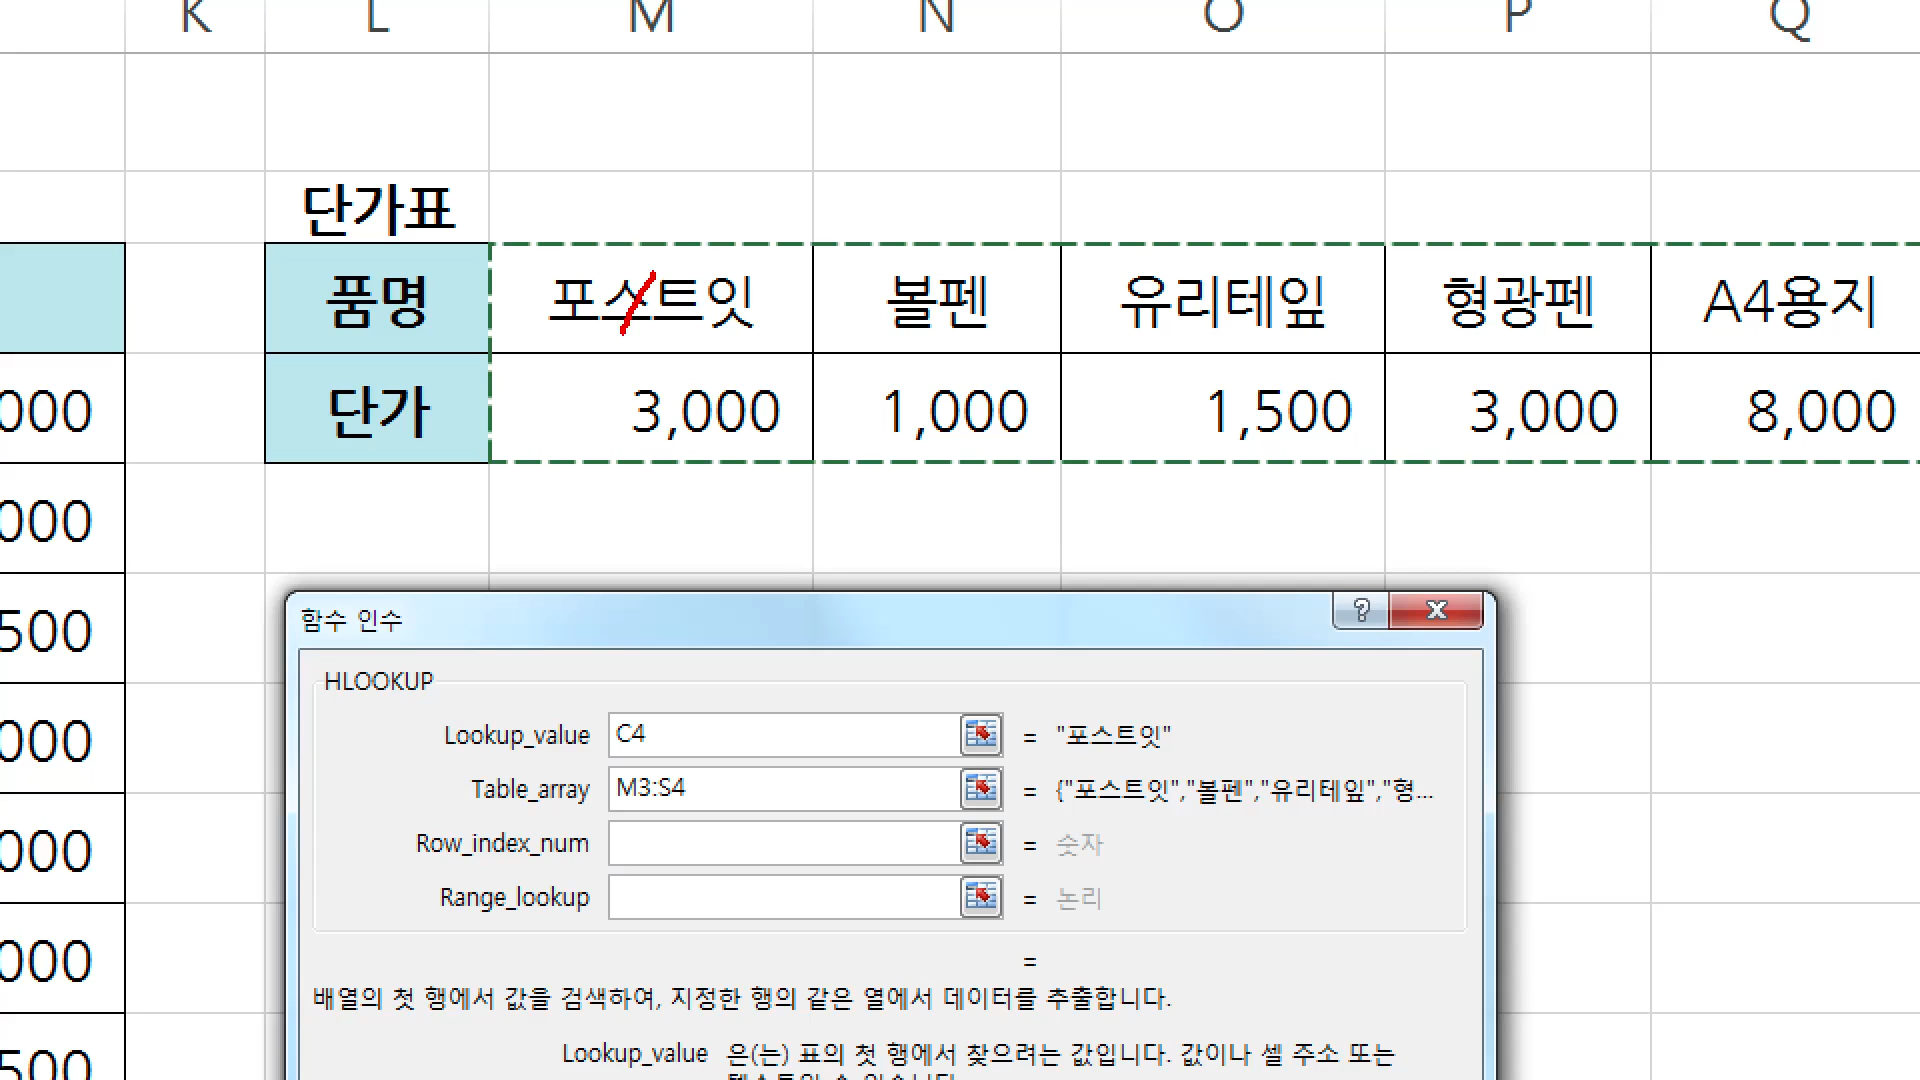 K L M N O P Q
단가표
품명 포스트잇 볼펜 유리테잎 형광펜 A4용지
000 단가 3,000 1,000 1,500 3,000 8,000
000
500
000
000
000
500
함수 인수
HLOOKUP
Lookup_value C4 = "포스트잇"
Table_array M3:S4 = {"포스트잇","볼펜","유리테잎","형...
Row_index_num = 숫자
Range_lookup = 논리
=
배열의 첫 행에서 값을 검색하여, 지정한 행의 같은 열에서 데이터를 추출합니다.
Lookup_value 은(는) 표의 첫 행에서 찾으려는 값입니다. 값이나 셀 주소 또는